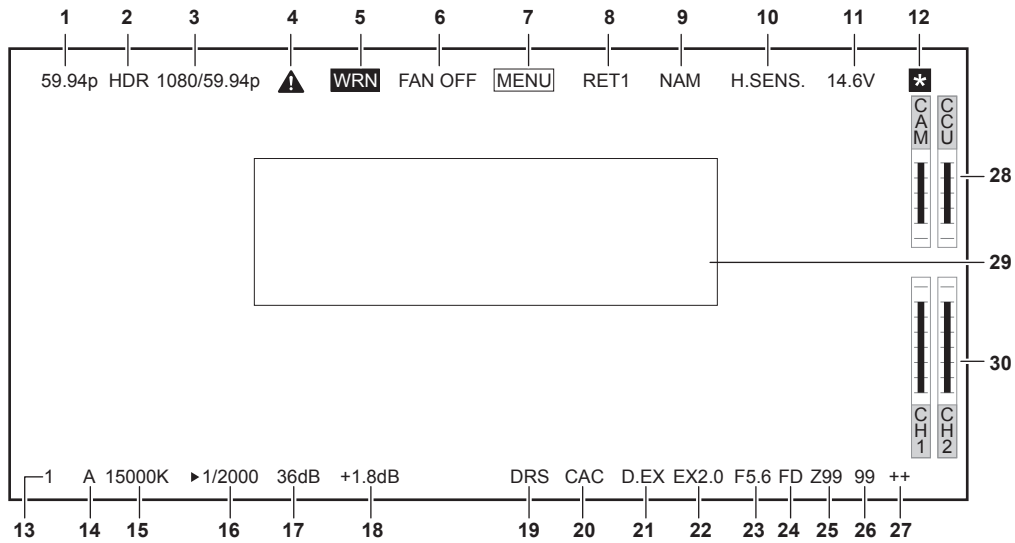 1 2 3 4 5 6 7 8 9 10 11 12
59.94p HDR 1080/59.94p WRN FAN OFF MENU RET1 NAM H.SENS. 14.6V *
CAM CCU
28
29
30
CH1 CH2
1 A 15000K ▶1/2000 36dB +1.8dB DRS CAC D.EX EX2.0 F5.6 FD Z99 99 ++
13 14 15 16 17 18 19 20 21 22 23 24 25 26 27